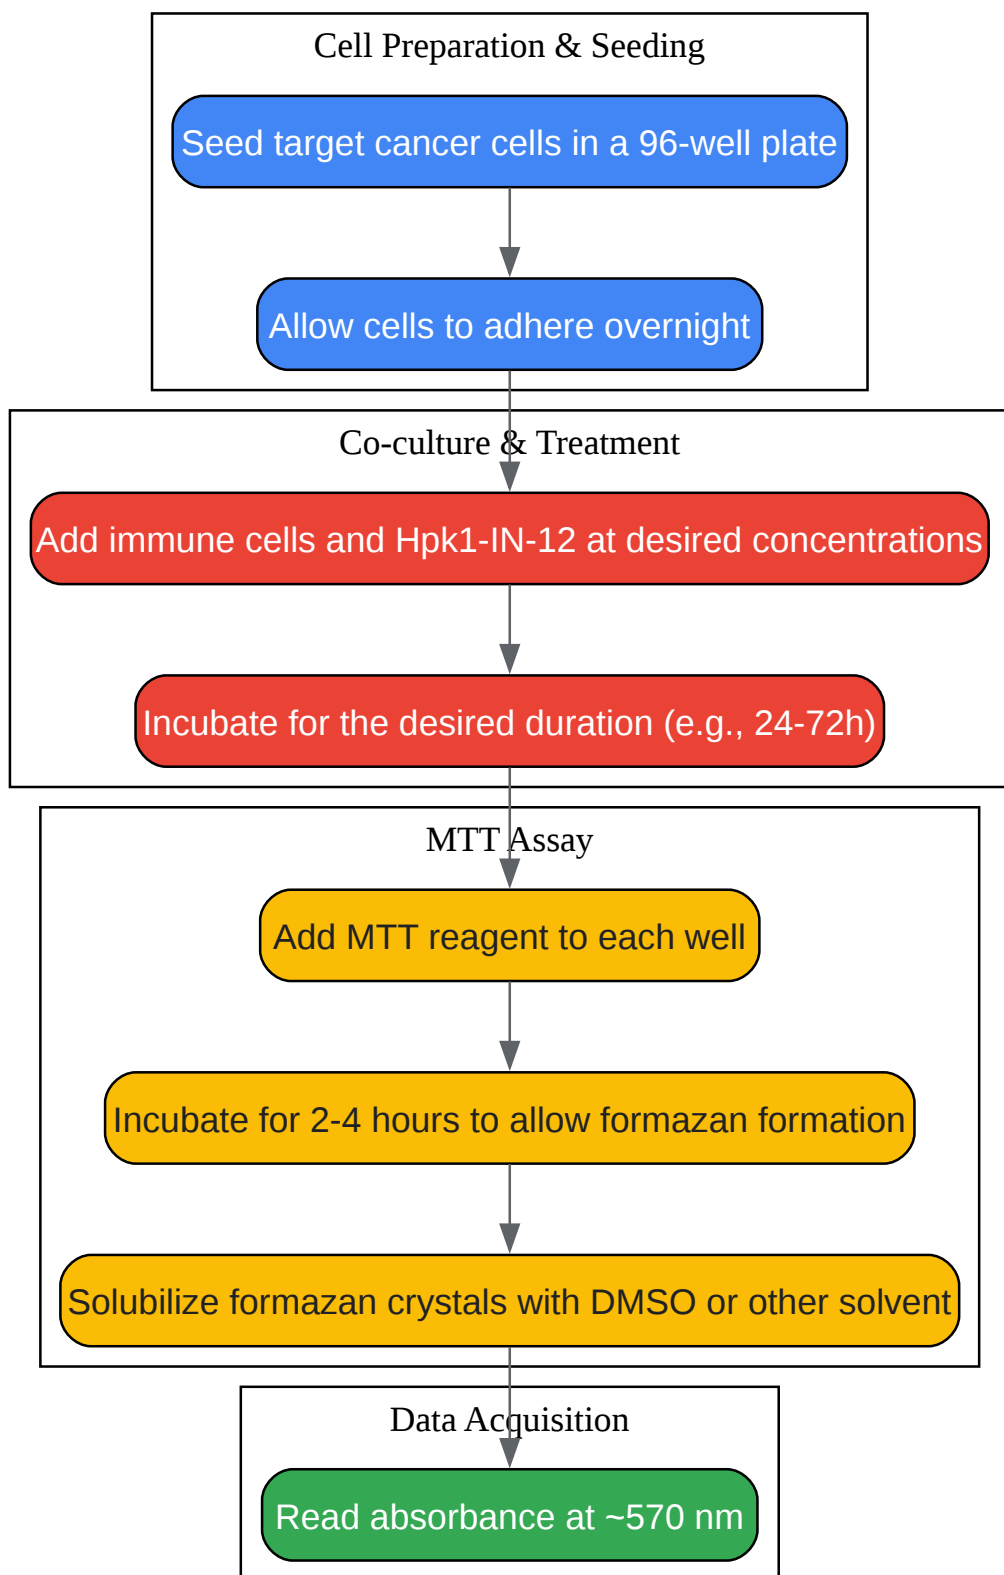 Cell Preparation & Seeding
Seed target cancer cells in a 96-well plate
Allow cells to adhere overnight
Co-culture & Treatment
Add immune cells and Hpk1-IN-12 at desired concentrations
Incubate for the desired duration (e.g., 24-72h)
MTT Assay
Add MTT reagent to each well
Incubate for 2-4 hours to allow formazan formation
Solubilize formazan crystals with DMSO or other solvent
Data Acquisition
Read absorbance at ~570 nm